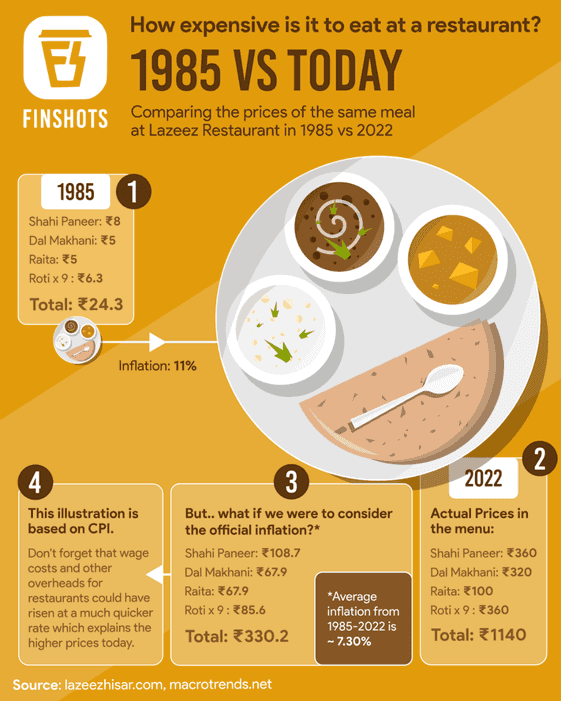 FINSHOTS
How expensive is it to eat at a restaurant?
1985 VS TODAY
Comparing the prices of the same meal
at Lazeez Restaurant in 1985 vs 2022
1985
1
Shahi Paneer: ₹8
Dal Makhani: ₹5
Raita: ₹5
Roti x 9 : ₹6.3
Total: ₹24.3
Inflation: 11%
2022
2
Actual Prices in
the menu:
Shahi Paneer: ₹360
Dal Makhani: ₹320
Raita: ₹100
Roti x 9 : ₹360
Total: ₹1140
3
But.. what if we were to consider
the official inflation?*
Shahi Paneer: ₹108.7
Dal Makhani: ₹67.9
Raita: ₹67.9
Roti x 9 : ₹85.6
Total: ₹330.2
*Average
inflation from
1985-2022 is
~ 7.30%
4
This illustration is
based on CPI.
Don't forget that wage
costs and other
overheads for
restaurants could have
risen at a much quicker
rate which explains the
higher prices today.
Source: lazeezhisar.com, macrotrends.net